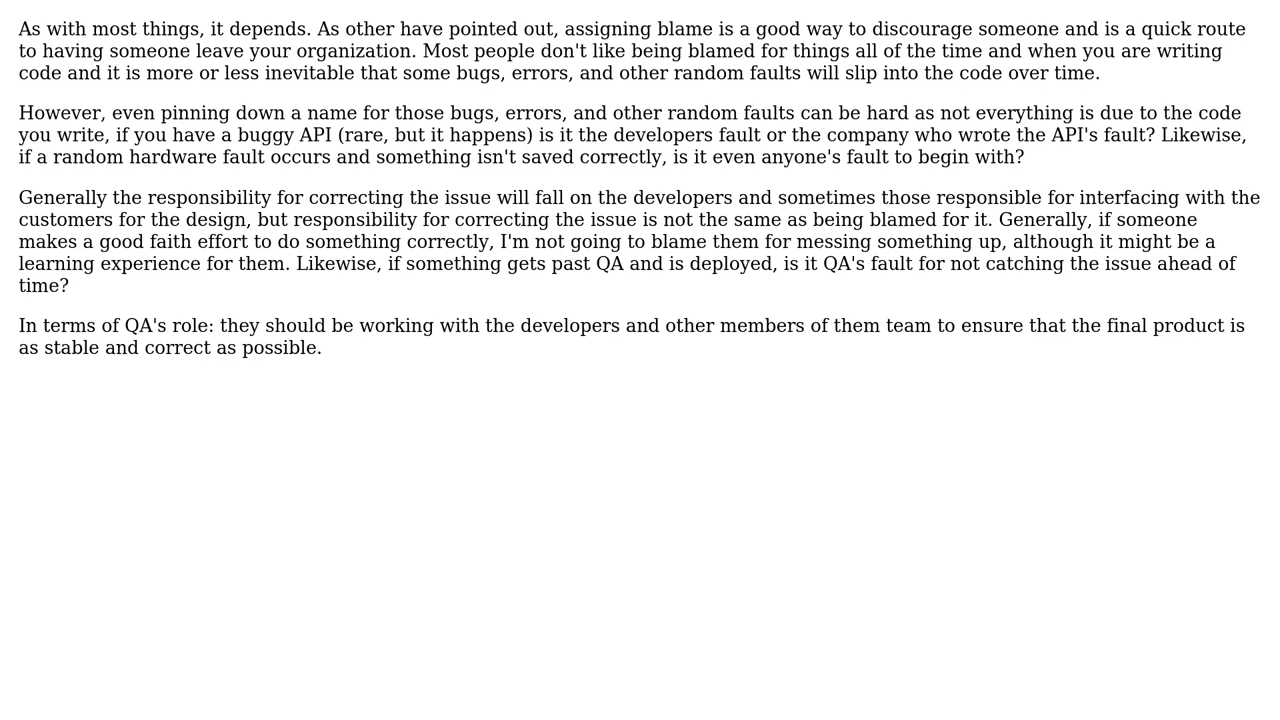 As with most things, it depends. As other have pointed out, assigning blame is a good way to discourage someone and is a quick route
to having someone leave your organization. Most people don't like being blamed for things all of the time and when you are writing
code and it is more or less inevitable that some bugs, errors, and other random faults will slip into the code over time.
However, even pinning down a name for those bugs, errors, and other random faults can be hard as not everything is due to the code
you write, if you have a buggy API (rare, but it happens) is it the developers fault or the company who wrote the API's fault? Likewise,
if a random hardware fault occurs and something isn't saved correctly, is it even anyone's fault to begin with?
Generally the responsibility for correcting the issue will fall on the developers and sometimes those responsible for interfacing with the
customers for the design, but responsibility for correcting the issue is not the same as being blamed for it. Generally, if someone
makes a good faith effort to do something correctly, I'm not going to blame them for messing something up, although it might be a
learning experience for them. Likewise, if something gets past QA and is deployed, is it QA's fault for not catching the issue ahead of
time?
In terms of QA's role: they should be working with the developers and other members of them team to ensure that the final product is
as stable and correct as possible.